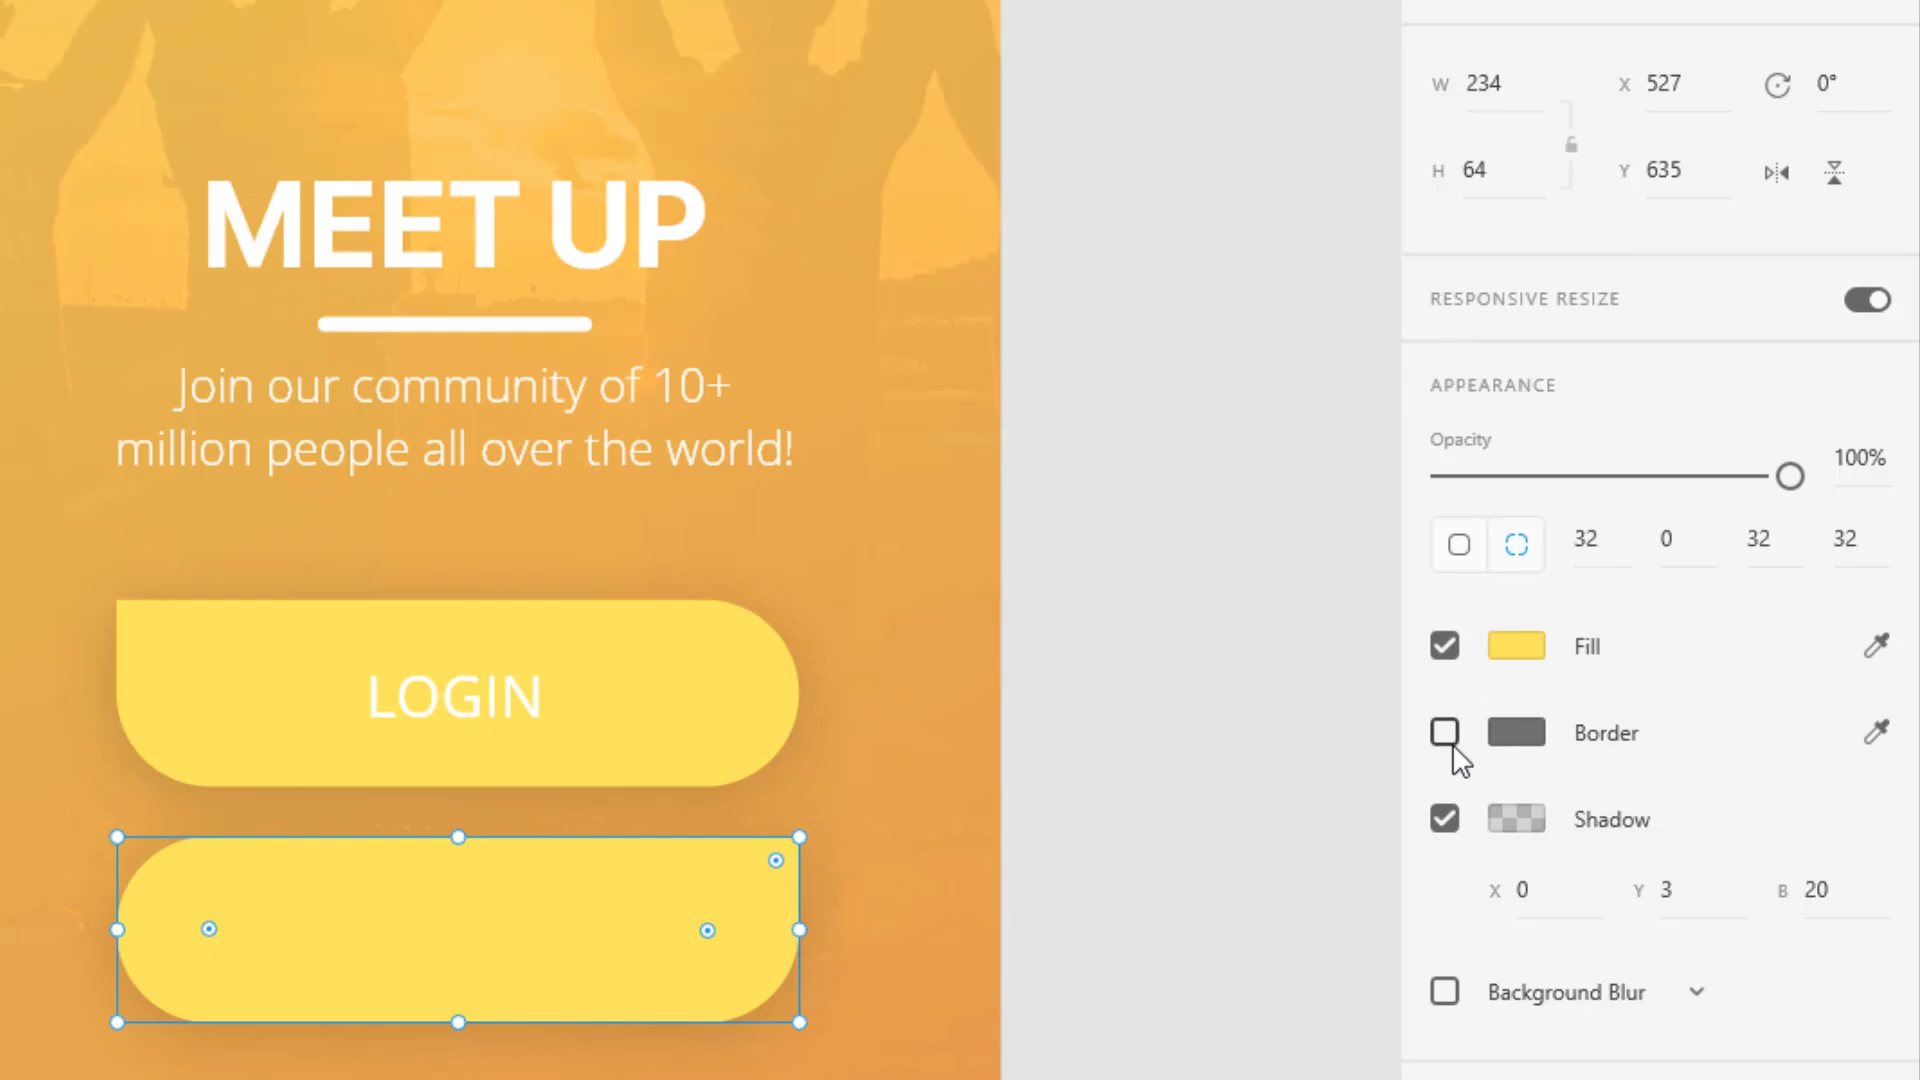 MEET UP
Join our community of 10+
million people all over the world!
LOGIN
W 234 X 527 0°
H 64 Y 635
RESPONSIVE RESIZE
APPEARANCE
Opacity
100%
32 0 32 32
Fill
Border
Shadow
X 0 Y 3 B 20
Background Blur